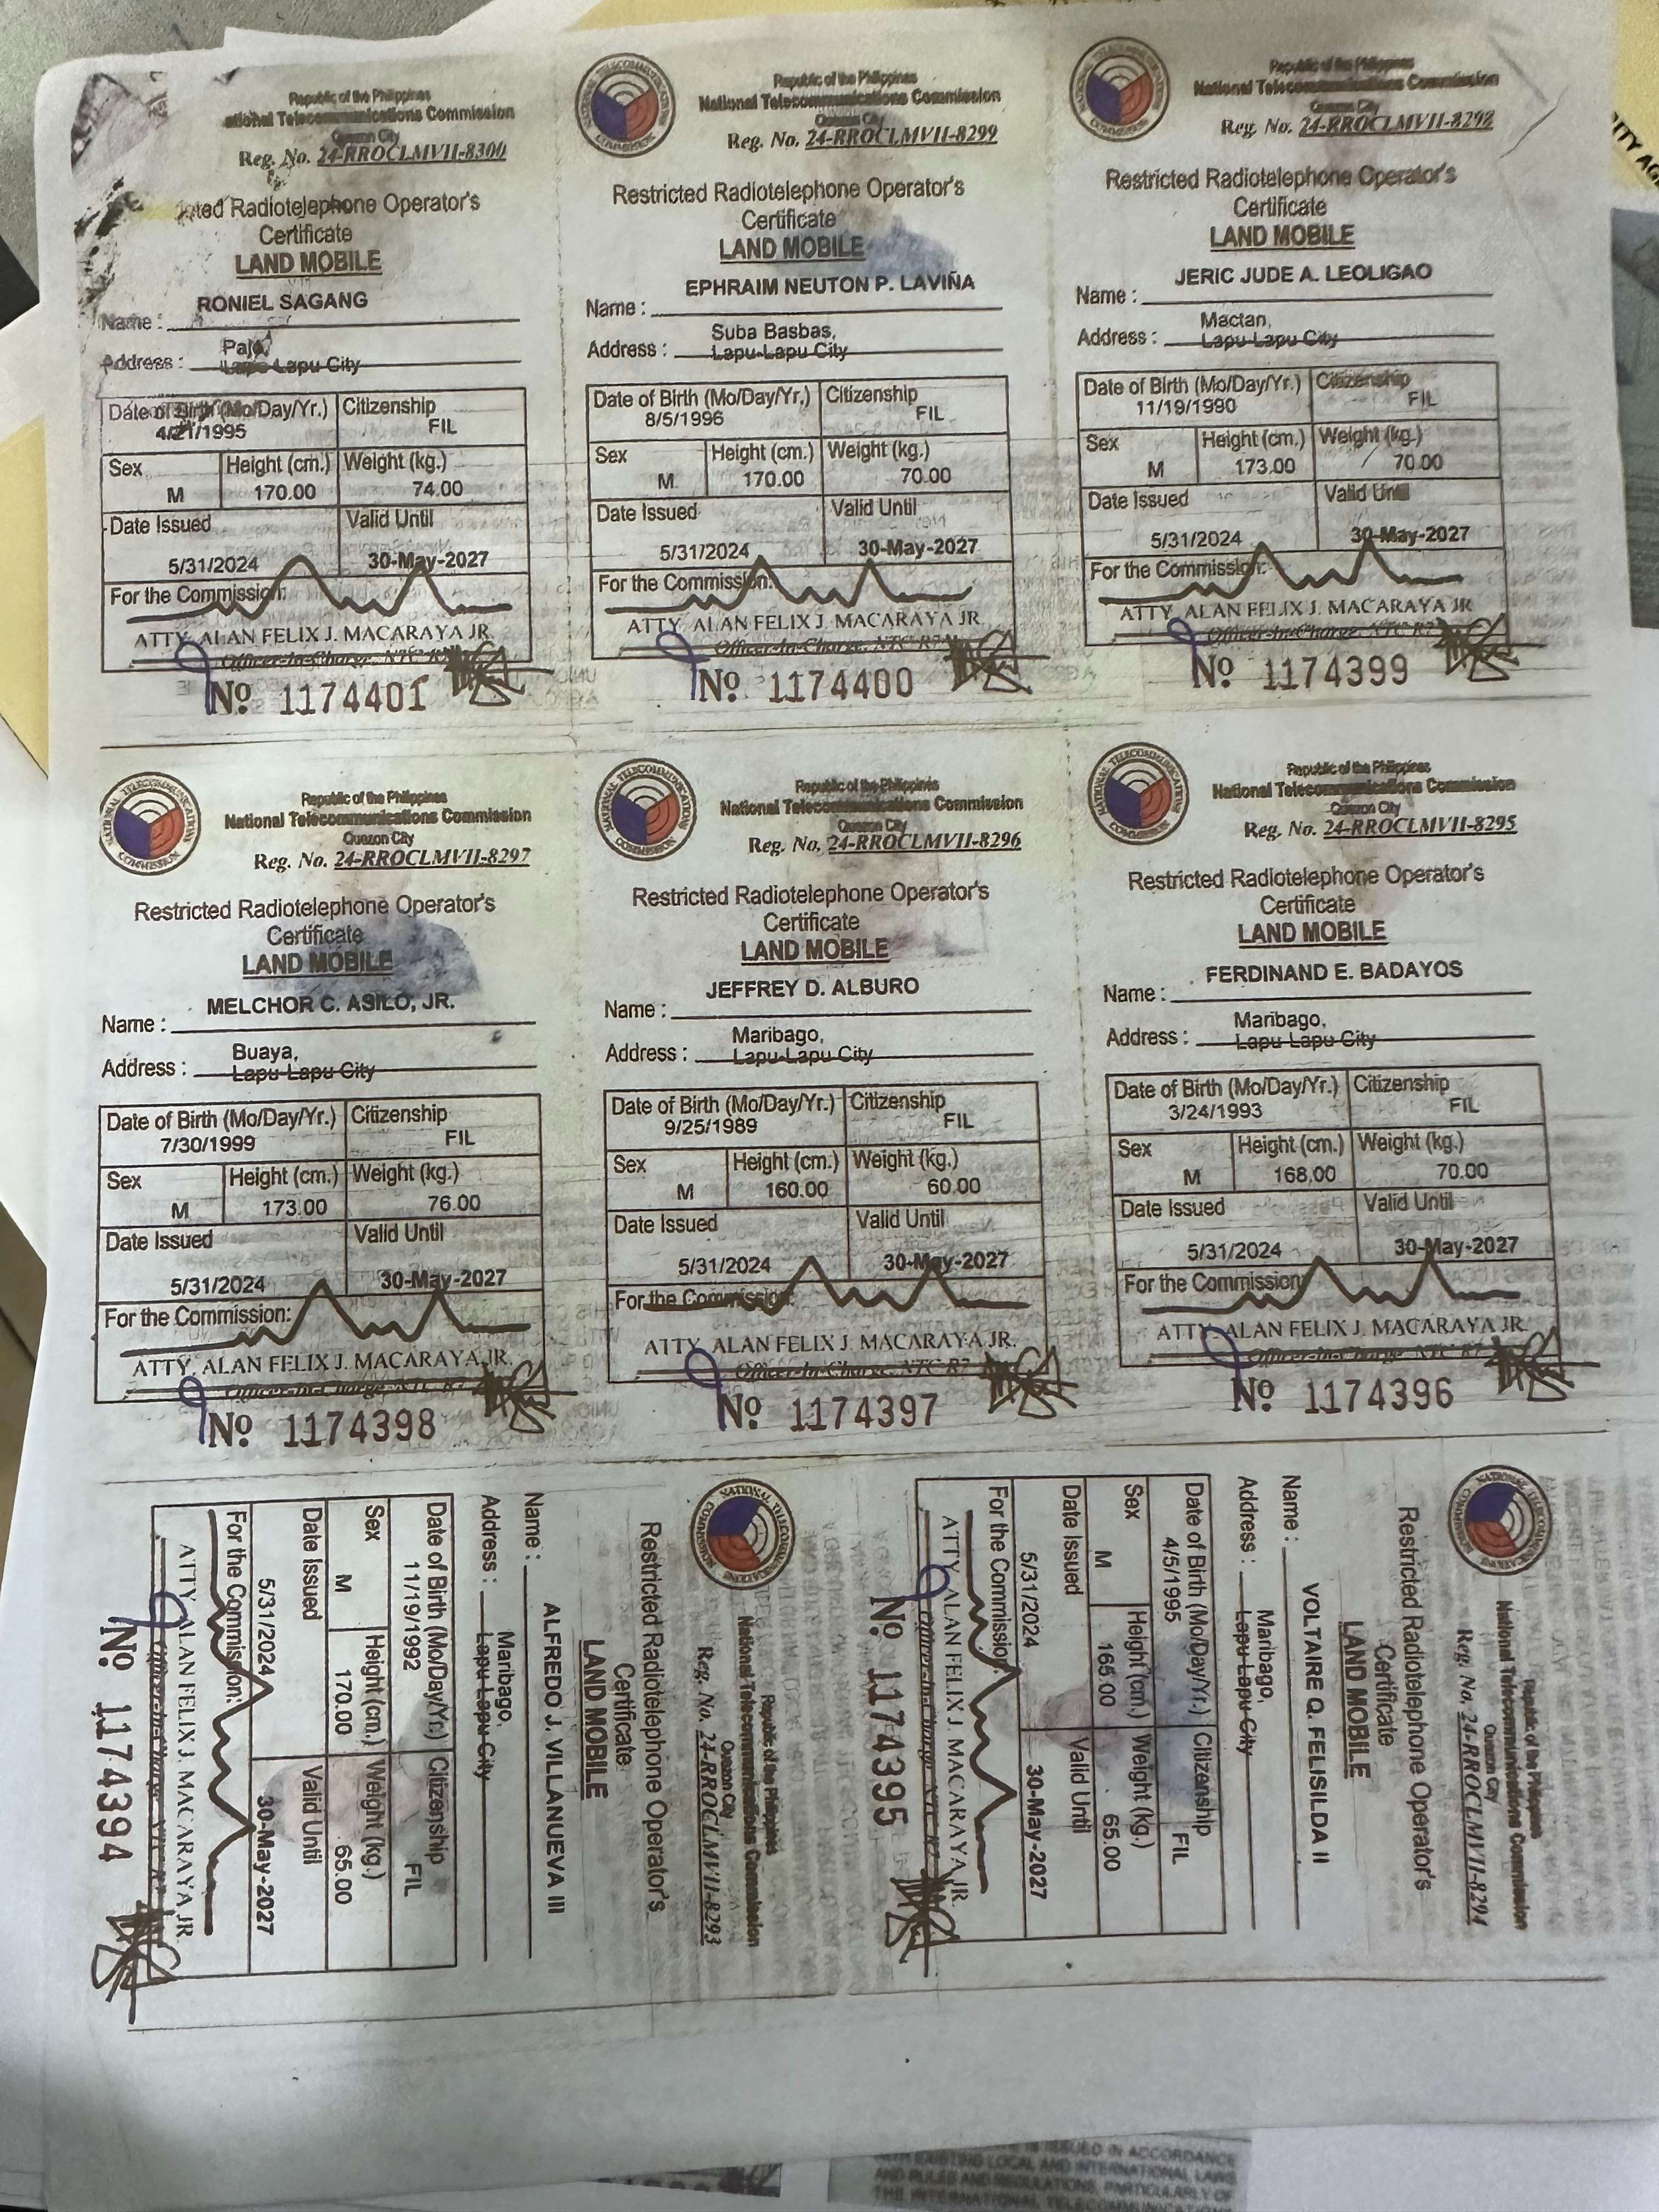 Republic of the Philippines
National Telecommunications Commission
Quezon City
Reg. No. 24-RROCLMVII-8300
Radiotelephone Operator's
Certificate
LAND MOBILE
RONIEL SAGANG
Name :
Pajo,
Address : Lapu-Lapu City
Date of Birth (Mo/Day/Yr.) Citizenship
4/21/1995 FIL
Sex Height (cm.) Weight (kg.)
M 170.00 74.00
Date Issued Valid Until
5/31/2024 30-May-2027
For the Commission:
ATTY. ALAN FELIX J. MACARAYA JR.
Officer-In-Charge, NTC
No 1174401
NATIONAL TELECOMMUNICATIONS COMMISSION
Republic of the Philippines
National Telecommunications Commission
Quezon City
Reg. No. 24-RROCLMVII-8299
Restricted Radiotelephone Operator's
Certificate
LAND MOBILE
EPHRAIM NEUTON P. LAVIÑA
Name :
Suba Basbas,
Address : Lapu-Lapu City
Date of Birth (Mo/Day/Yr.) Citizenship
8/5/1996 FIL
Sex Height (cm.) Weight (kg.)
M 170.00 70.00
Date Issued Valid Until
5/31/2024 30-May-2027
For the Commission:
ATTY. ALAN FELIX J. MACARAYA JR.
Officer-In-Charge, NTC R7
No 1174400
NATIONAL TELECOMMUNICATIONS COMMISSION
Republic of the Philippines
National Telecommunications Commission
Quezon City
Reg. No. 24-RROCLMVII-8298
Restricted Radiotelephone Operator's
Certificate
LAND MOBILE
JERIC JUDE A. LEOLIGAO
Name :
Mactan,
Address : Lapu-Lapu City
Date of Birth (Mo/Day/Yr.) Citizenship
11/19/1990 FIL
Sex Height (cm.) Weight (kg.)
M 173.00 70.00
Date Issued Valid Until
5/31/2024 30-May-2027
For the Commission:
ATTY. ALAN FELIX J. MACARAYA JR.
Officer-In-Charge, NTC R7
No 1174399
NATIONAL TELECOMMUNICATIONS COMMISSION
Republic of the Philippines
National Telecommunications Commission
Quezon City
Reg. No. 24-RROCLMVII-8297
Restricted Radiotelephone Operator's
Certificate
LAND MOBILE
MELCHOR C. ASILO, JR.
Name :
Buaya,
Address : Lapu-Lapu City
Date of Birth (Mo/Day/Yr.) Citizenship
7/30/1999 FIL
Sex Height (cm.) Weight (kg.)
M 173.00 76.00
Date Issued Valid Until
5/31/2024 30-May-2027
For the Commission:
ATTY. ALAN FELIX J. MACARAYA JR.
Officer-In-Charge, NTC R7
No 1174398
NATIONAL TELECOMMUNICATIONS COMMISSION
Republic of the Philippines
National Telecommunications Commission
Quezon City
Reg. No. 24-RROCLMVII-8296
Restricted Radiotelephone Operator's
Certificate
LAND MOBILE
JEFFREY D. ALBURO
Name :
Maribago,
Address : Lapu-Lapu City
Date of Birth (Mo/Day/Yr.) Citizenship
9/25/1989 FIL
Sex Height (cm.) Weight (kg.)
M 160.00 60.00
Date Issued Valid Until
5/31/2024 30-May-2027
For the Commission:
ATTY. ALAN FELIX J. MACARAYA JR.
Officer-In-Charge, NTC R7
No 1174397
NATIONAL TELECOMMUNICATIONS COMMISSION
Republic of the Philippines
National Telecommunications Commission
Quezon City
Reg. No. 24-RROCLMVII-8295
Restricted Radiotelephone Operator's
Certificate
LAND MOBILE
FERDINAND E. BADAYOS
Name :
Maribago,
Address : Lapu-Lapu City
Date of Birth (Mo/Day/Yr.) Citizenship
3/24/1993 FIL
Sex Height (cm.) Weight (kg.)
M 168.00 70.00
Date Issued Valid Until
5/31/2024 30-May-2027
For the Commission:
ATTY. ALAN FELIX J. MACARAYA JR.
Officer-In-Charge, NTC R7
No 1174396
NATIONAL TELECOMMUNICATIONS COMMISSION
Republic of the Philippines
National Telecommunications Commission
Quezon City
Reg. No. 24-RROCLMVII-8293
Restricted Radiotelephone Operator's
Certificate
LAND MOBILE
ALFREDO J. VILLANUEVA III
Name :
Maribago,
Address : Lapu-Lapu City
Date of Birth (Mo/Day/Yr.) Citizenship
11/19/1992 FIL
Sex Height (cm.) Weight (kg.)
M 170.00 65.00
Date Issued Valid Until
5/31/2024 30-May-2027
For the Commission:
ATTY. ALAN FELIX J. MACARAYA JR.
Officer-In-Charge, NTC R7
No 1174394
NATIONAL TELECOMMUNICATIONS COMMISSION
Republic of the Philippines
National Telecommunications Commission
Quezon City
Reg. No. 24-RROCLMVII-8294
Restricted Radiotelephone Operator's
Certificate
LAND MOBILE
VOLTAIRE Q. FELISILDA II
Name :
Maribago,
Address : Lapu-Lapu City
Date of Birth (Mo/Day/Yr.) Citizenship
4/5/1995 FIL
Sex Height (cm.) Weight (kg.)
M 165.00 65.00
Date Issued Valid Until
5/31/2024 30-May-2027
For the Commission:
ATTY. ALAN FELIX J. MACARAYA JR.
Officer-In-Charge, NTC R7
No 1174395
IS ISSUED IN ACCORDANCE
WITH EXISTING LOCAL AND INTERNATIONAL LAWS
AND RULES AND REGULATIONS, PARTICULARLY OF
THE INTERNATIONAL TELECOMMUNICATION